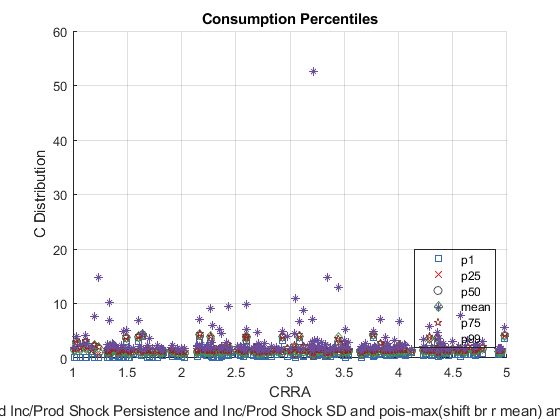 Consumption Percentiles
60
50
40
30
20
10
0
C Distribution
p1
p25
p50
mean
p75
p99
1
1.5
2
2.5
3
3.5
4
4.5
5
CRRA
d Inc/Prod Shock Persistence and Inc/Prod Shock SD and pois-max(shift br r mean) an